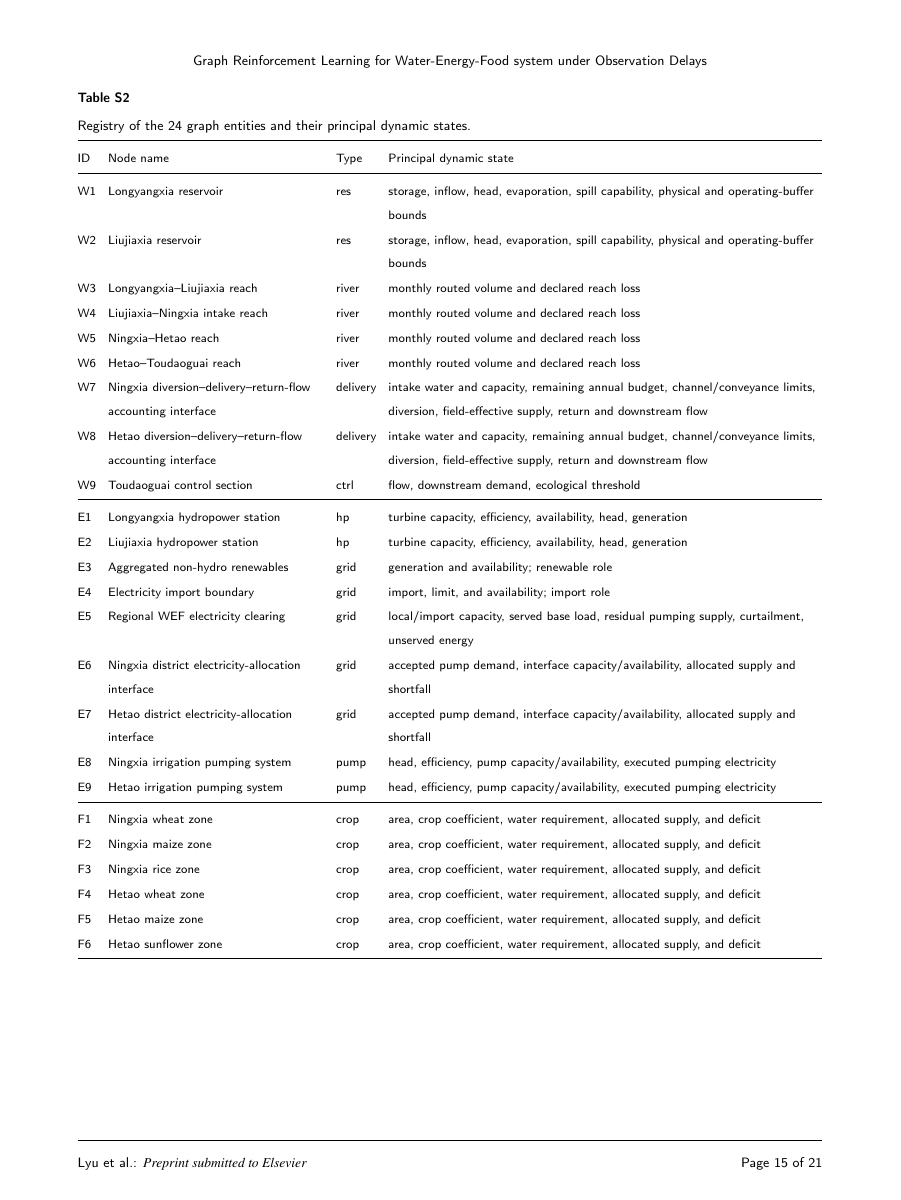 Graph Reinforcement Learning for Water-Energy-Food system under Observation Delays
Table S2
Registry of the 24 graph entities and their principal dynamic states.
ID Node name Type Principal dynamic state
W1 Longyangxia reservoir res storage, inflow, head, evaporation, spill capability, physical and operating-buffer
bounds
W2 Liujiaxia reservoir res storage, inflow, head, evaporation, spill capability, physical and operating-buffer
bounds
W3 Longyangxia–Liujiaxia reach river monthly routed volume and declared reach loss
W4 Liujiaxia–Ningxia intake reach river monthly routed volume and declared reach loss
W5 Ningxia–Hetao reach river monthly routed volume and declared reach loss
W6 Hetao–Toudaoguai reach river monthly routed volume and declared reach loss
W7 Ningxia diversion–delivery–return-flow delivery intake water and capacity, remaining annual budget, channel/conveyance limits,
accounting interface diversion, field-effective supply, return and downstream flow
W8 Hetao diversion–delivery–return-flow delivery intake water and capacity, remaining annual budget, channel/conveyance limits,
accounting interface diversion, field-effective supply, return and downstream flow
W9 Toudaoguai control section ctrl flow, downstream demand, ecological threshold
E1 Longyangxia hydropower station hp turbine capacity, efficiency, availability, head, generation
E2 Liujiaxia hydropower station hp turbine capacity, efficiency, availability, head, generation
E3 Aggregated non-hydro renewables grid generation and availability; renewable role
E4 Electricity import boundary grid import, limit, and availability; import role
E5 Regional WEF electricity clearing grid local/import capacity, served base load, residual pumping supply, curtailment,
unserved energy
E6 Ningxia district electricity-allocation grid accepted pump demand, interface capacity/availability, allocated supply and
interface shortfall
E7 Hetao district electricity-allocation grid accepted pump demand, interface capacity/availability, allocated supply and
interface shortfall
E8 Ningxia irrigation pumping system pump head, efficiency, pump capacity/availability, executed pumping electricity
E9 Hetao irrigation pumping system pump head, efficiency, pump capacity/availability, executed pumping electricity
F1 Ningxia wheat zone crop area, crop coefficient, water requirement, allocated supply, and deficit
F2 Ningxia maize zone crop area, crop coefficient, water requirement, allocated supply, and deficit
F3 Ningxia rice zone crop area, crop coefficient, water requirement, allocated supply, and deficit
F4 Hetao wheat zone crop area, crop coefficient, water requirement, allocated supply, and deficit
F5 Hetao maize zone crop area, crop coefficient, water requirement, allocated supply, and deficit
F6 Hetao sunflower zone crop area, crop coefficient, water requirement, allocated supply, and deficit
Lyu et al.: Preprint submitted to Elsevier Page 15 of 21